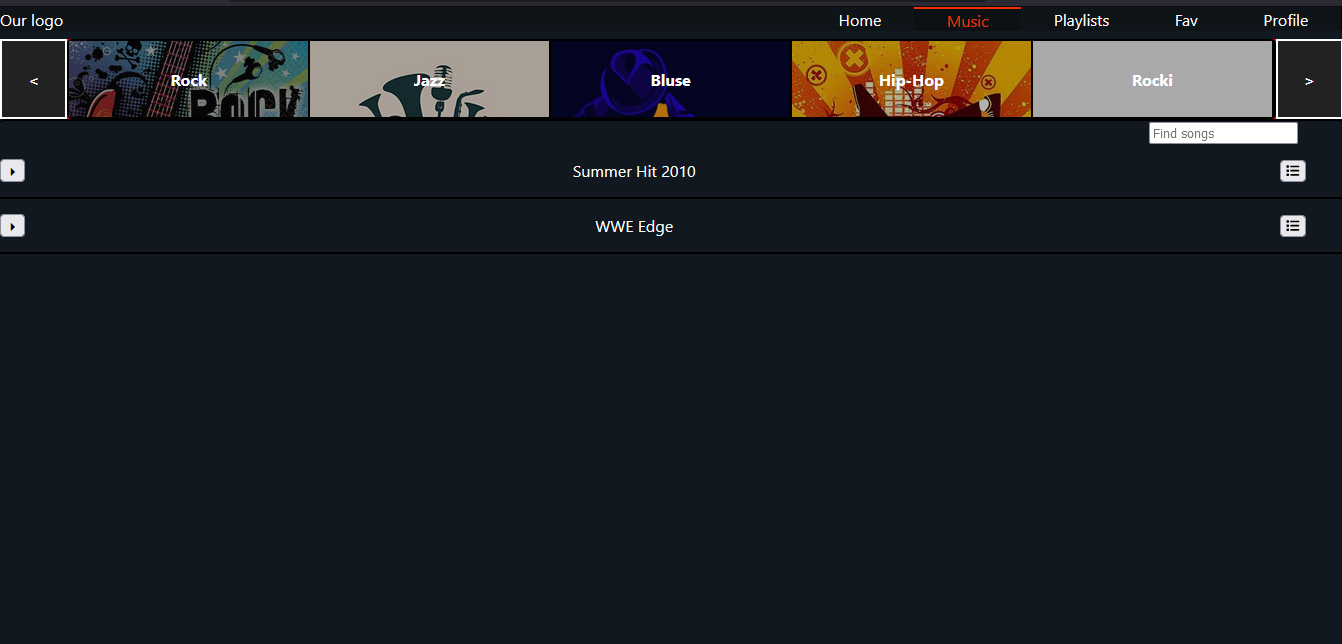 Our logo Home Music Playlists Fav Profile
< Rock Jazz Bluse Hip-Hop Rocki >
ROCK
Find songs
Summer Hit 2010
WWE Edge